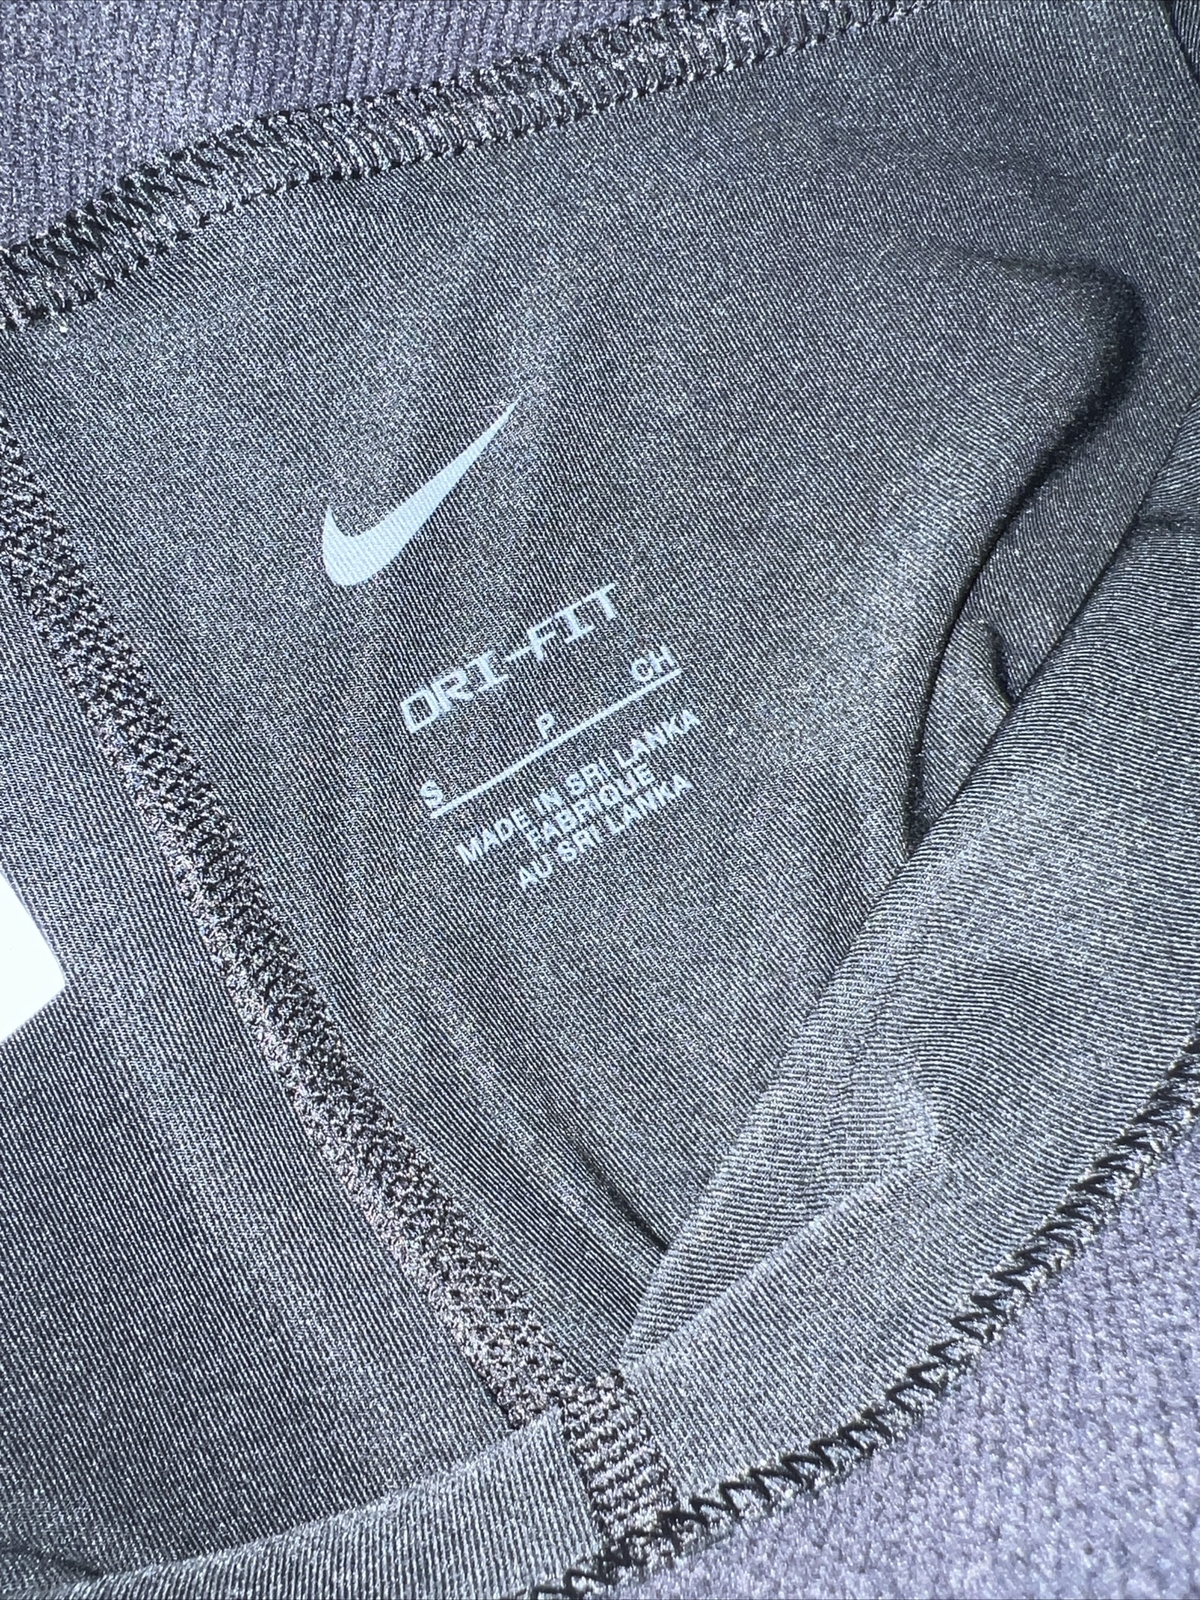 DRI-FIT
S P CH
MADE IN SRI LANKA
FABRIQUE
AU SRI LANKA